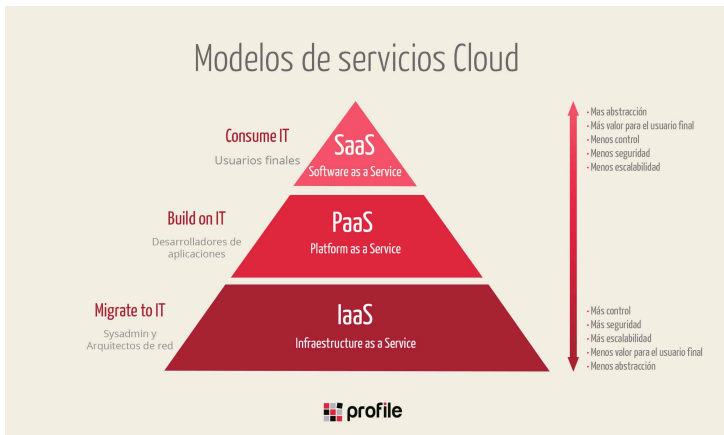 Modelos de servicios Cloud
Consume IT
Usuarios finales
SaaS
Software as a Service
Build on IT
Desarrolladores de
aplicaciones
PaaS
Platform as a Service
Migrate to IT
Sysadmin y
Arquitectos de red
IaaS
Infraestructure as a Service
· Mas abstracción
· Más valor para el usuario final
· Menos control
· Menos seguridad
· Menos escalabilidad
· Más control
· Más seguridad
· Más escalabilidad
· Menos valor para el usuario final
· Menos abstracción
profile